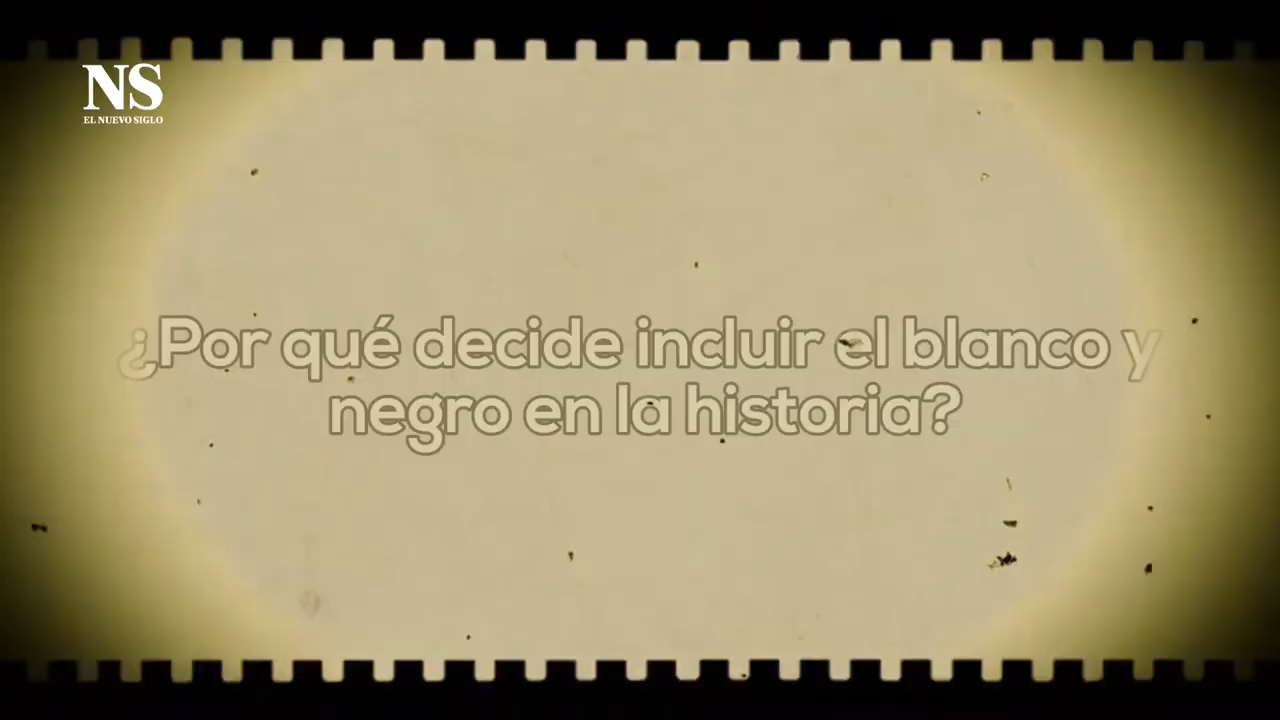 NS
EL NUEVO SIGLO
¿Por qué decide incluir el blanco y
negro en la historia?